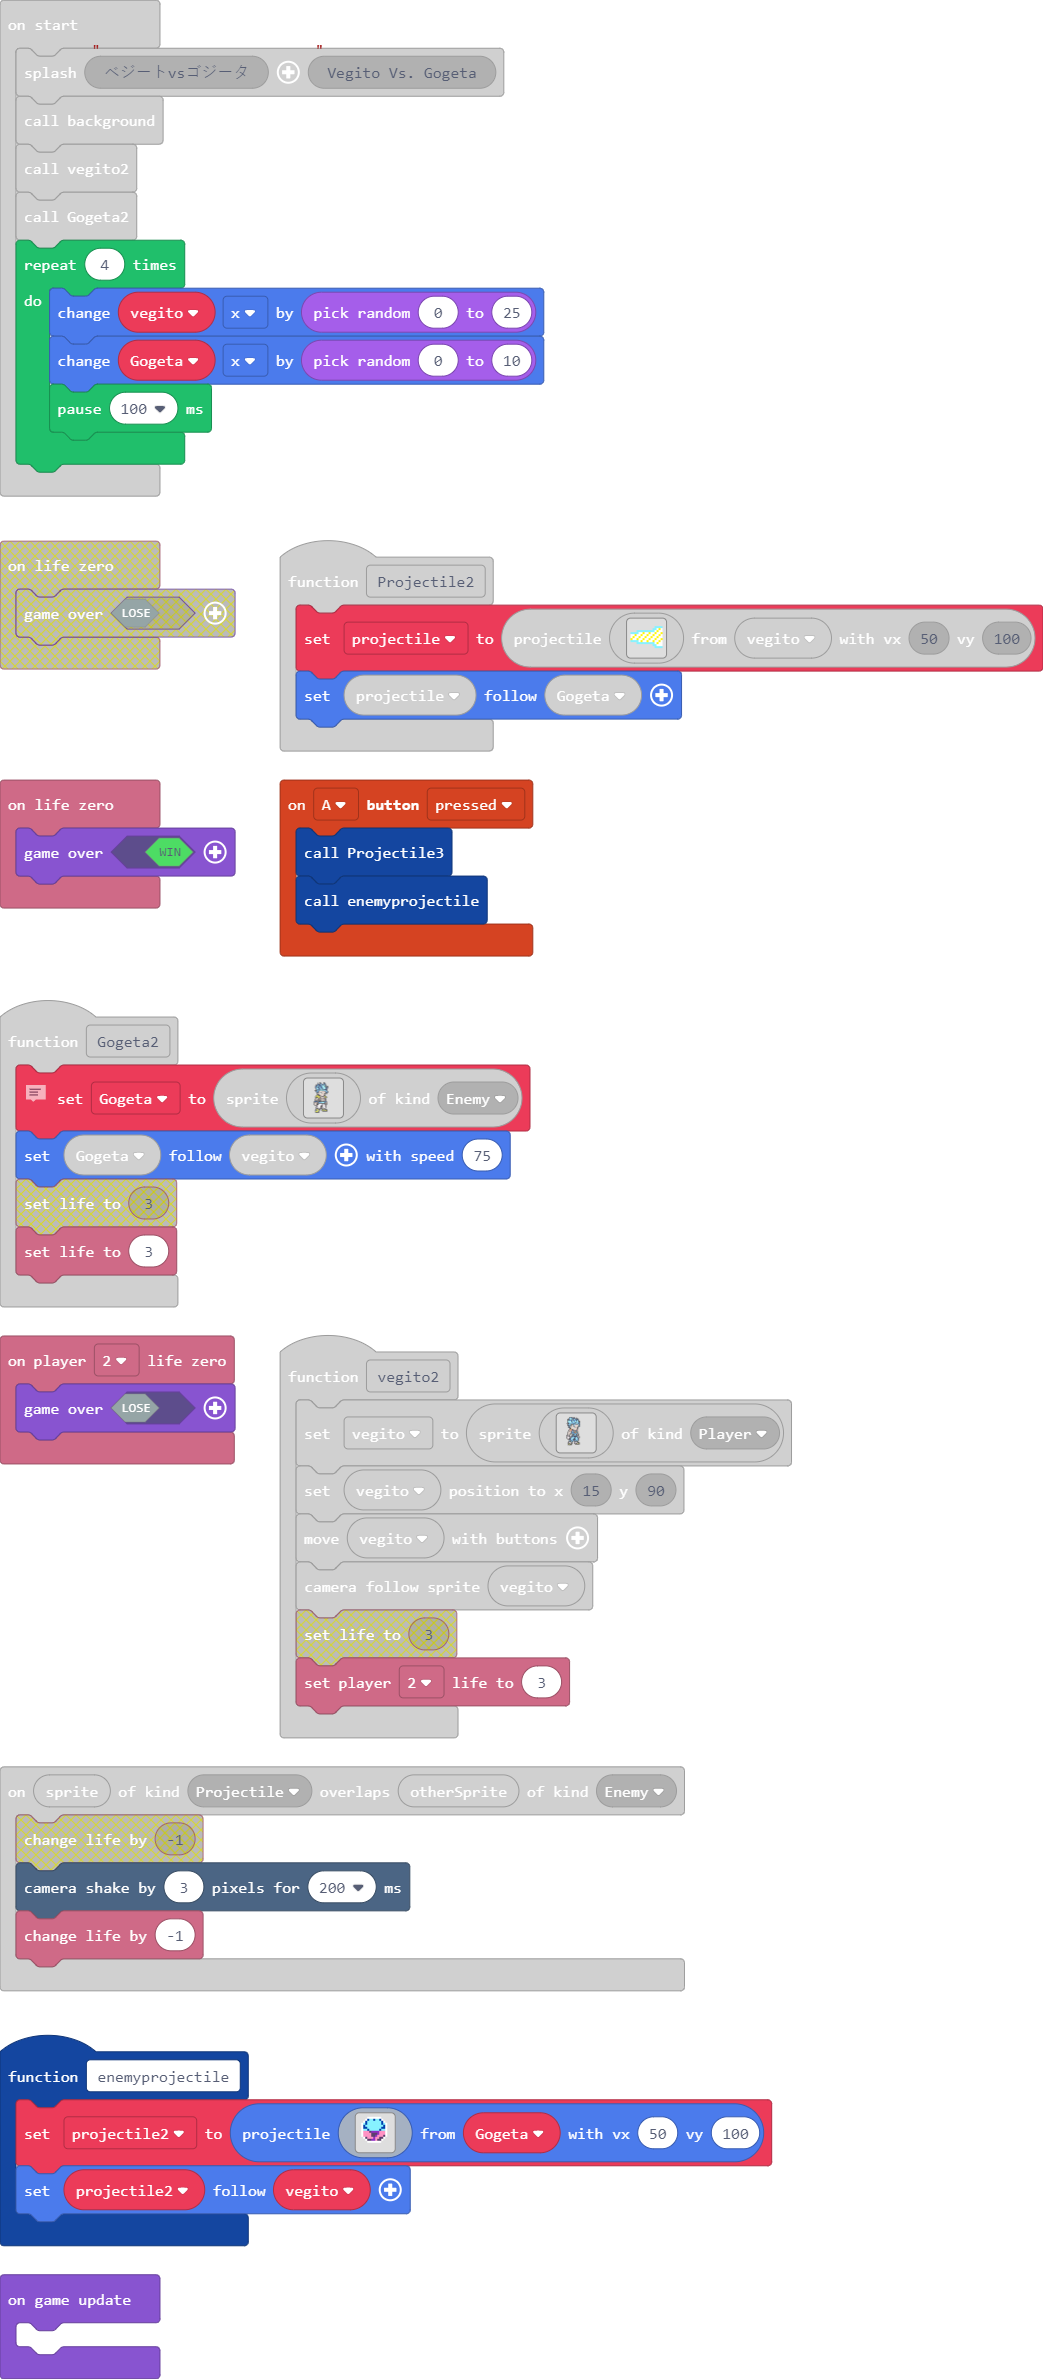 on start
" "
splash ベジートvsゴジータ Vegito Vs. Gogeta
call background
call vegito2
call Gogeta2
repeat 4 times
do
change vegito x by pick random 0 to 25
change Gogeta x by pick random 0 to 10
pause 100 ms
on life zero
game over LOSE
function Projectile2
set projectile to projectile from vegito with vx 50 vy 100
set projectile follow Gogeta
on life zero
game over WIN
on A button pressed
call Projectile3
call enemyprojectile
function Gogeta2
set Gogeta to sprite of kind Enemy
set Gogeta follow vegito with speed 75
set life to 3
set life to 3
on player 2 life zero
game over LOSE
function vegito2
set vegito to sprite of kind Player
set vegito position to x 15 y 90
move vegito with buttons
camera follow sprite vegito
set life to 3
set player 2 life to 3
on sprite of kind Projectile overlaps otherSprite of kind Enemy
change life by -1
camera shake by 3 pixels for 200 ms
change life by -1
function enemyprojectile
set projectile2 to projectile from Gogeta with vx 50 vy 100
set projectile2 follow vegito
on game update